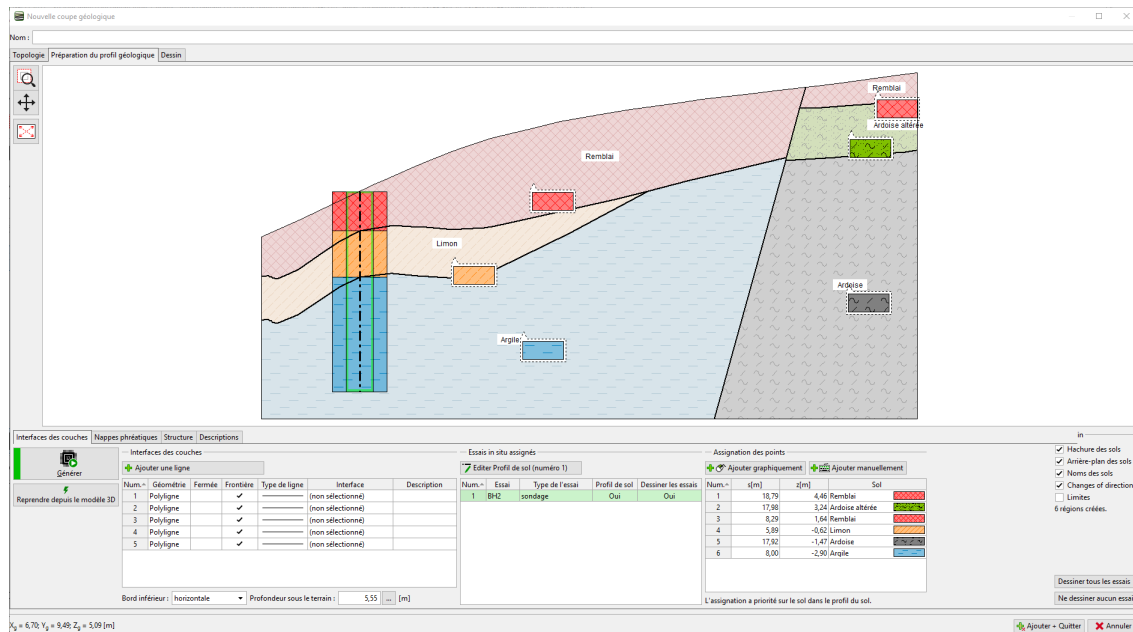 Nouvelle coupe géologique
Nom :
Topologie Préparation du profil géologique Dessin
Remblai
Ardoise altérée
Remblai
Limon
Ardoise
Argile
Interfaces des couches Nappes phréatiques Structure Descriptions
Générer
Reprendre depuis le modèle 3D
Interfaces des couches
Ajouter une ligne
Num. Géométrie Fermée Frontière Type de ligne Interface Description
1 Polyligne (non sélectionné)
2 Polyligne (non sélectionné)
3 Polyligne (non sélectionné)
4 Polyligne (non sélectionné)
5 Polyligne (non sélectionné)
Bord inférieur : horizontale Profondeur sous le terrain : 5,55 ... [m]
Essais in situ assignés
Editer Profil de sol (numéro 1)
Num. Essai Type de l'essai Profil de sol Dessiner les essais
1 BH2 sondage Oui Oui
Assignation des points
Ajouter graphiquement Ajouter manuellement
Num. s[m] z[m] Sol
1 18,79 4,46 Remblai
2 17,98 3,24 Ardoise altérée
3 8,29 1,64 Remblai
4 5,89 -0,62 Limon
5 17,92 -1,47 Ardoise
6 8,00 -2,90 Argile
L'assignation a priorité sur le sol dans le profil du sol.
in
Hachure des sols
Arrière-plan des sols
Noms des sols
Changes of direction
Limites
6 régions créées.
Dessiner tous les essais
Ne dessiner aucun essai
Xg = 6,70; Yg = 9,49; Zg = 5,09 [m]
Ajouter + Quitter Annuler